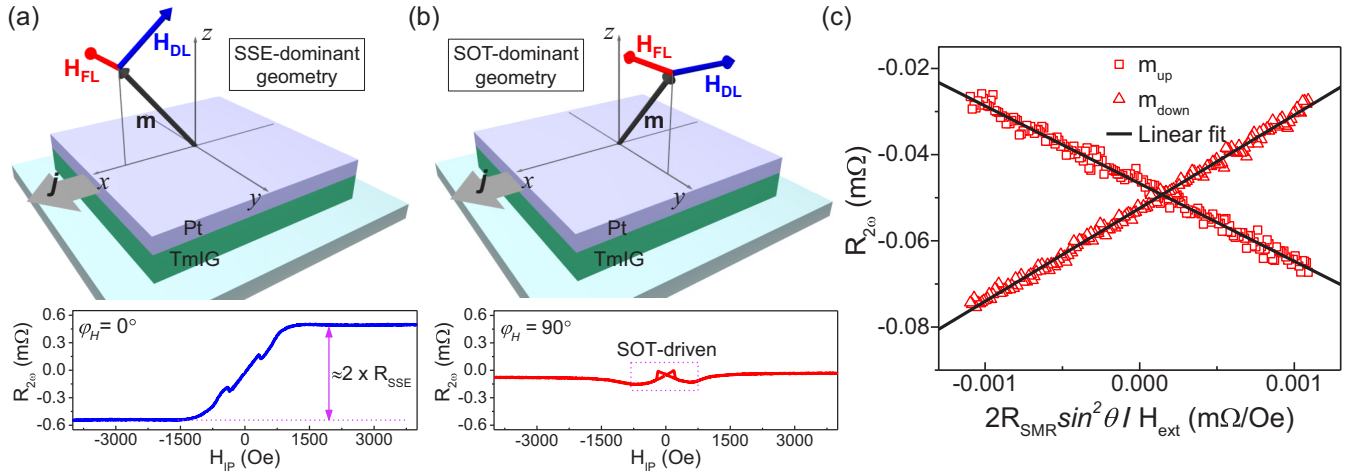 (a)
z
SSE-dominant
geometry
H_DL
H_FL
m
j
x
y
Pt
TmIG
0.6
0.3
0.0
-0.3
-0.6
R_2ω (mΩ)
φ_H = 0°
≈2 x R_SSE
-3000 -1500 0 1500 3000
H_IP (Oe)
(b)
z
SOT-dominant
geometry
H_FL
H_DL
m
j
x
y
Pt
TmIG
0.6
0.3
0.0
-0.3
-0.6
R_2ω (mΩ)
φ_H = 90°
SOT-driven
-3000 -1500 0 1500 3000
H_IP (Oe)
(c)
-0.02
-0.04
-0.06
-0.08
R_2ω (mΩ)
m_up
m_down
Linear fit
-0.001 0.000 0.001
2R_SMR sin²θ / H_ext (mΩ/Oe)